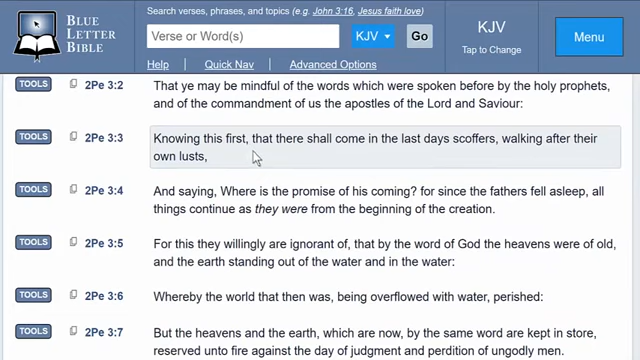 BLUE
LETTER
BIBLE
Search verses, phrases, and topics (e.g. John 3:16, Jesus faith love)
Verse or Word(s)
KJV
Go
Help
Quick Nav
Advanced Options
KJV
Tap to Change
Menu
TOOLS 2Pe 3:2 That ye may be mindful of the words which were spoken before by the holy prophets,
and of the commandment of us the apostles of the Lord and Saviour:
TOOLS 2Pe 3:3 Knowing this first, that there shall come in the last days scoffers, walking after their
own lusts,
TOOLS 2Pe 3:4 And saying, Where is the promise of his coming? for since the fathers fell asleep, all
things continue as they were from the beginning of the creation.
TOOLS 2Pe 3:5 For this they willingly are ignorant of, that by the word of God the heavens were of old,
and the earth standing out of the water and in the water:
TOOLS 2Pe 3:6 Whereby the world that then was, being overflowed with water, perished:
TOOLS 2Pe 3:7 But the heavens and the earth, which are now, by the same word are kept in store,
reserved unto fire against the day of judgment and perdition of ungodly men.